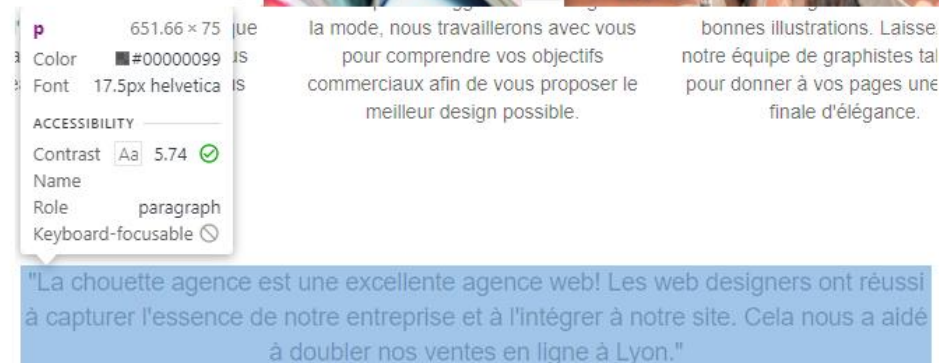 p 651.66 × 75
Color #00000099
Font 17.5px helvetica
ACCESSIBILITY
Contrast Aa 5.74
Name
Role paragraph
Keyboard-focusable
la mode, nous travaillerons avec vous
pour comprendre vos objectifs
commerciaux afin de vous proposer le
meilleur design possible.
bonnes illustrations.
notre équipe de graphistes
pour donner à vos pages une
finale d'élégance.
"La chouette agence est une excellente agence web! Les web designers ont réussi
à capturer l'essence de notre entreprise et à l'intégrer à notre site. Cela nous a aidé
à doubler nos ventes en ligne à Lyon."